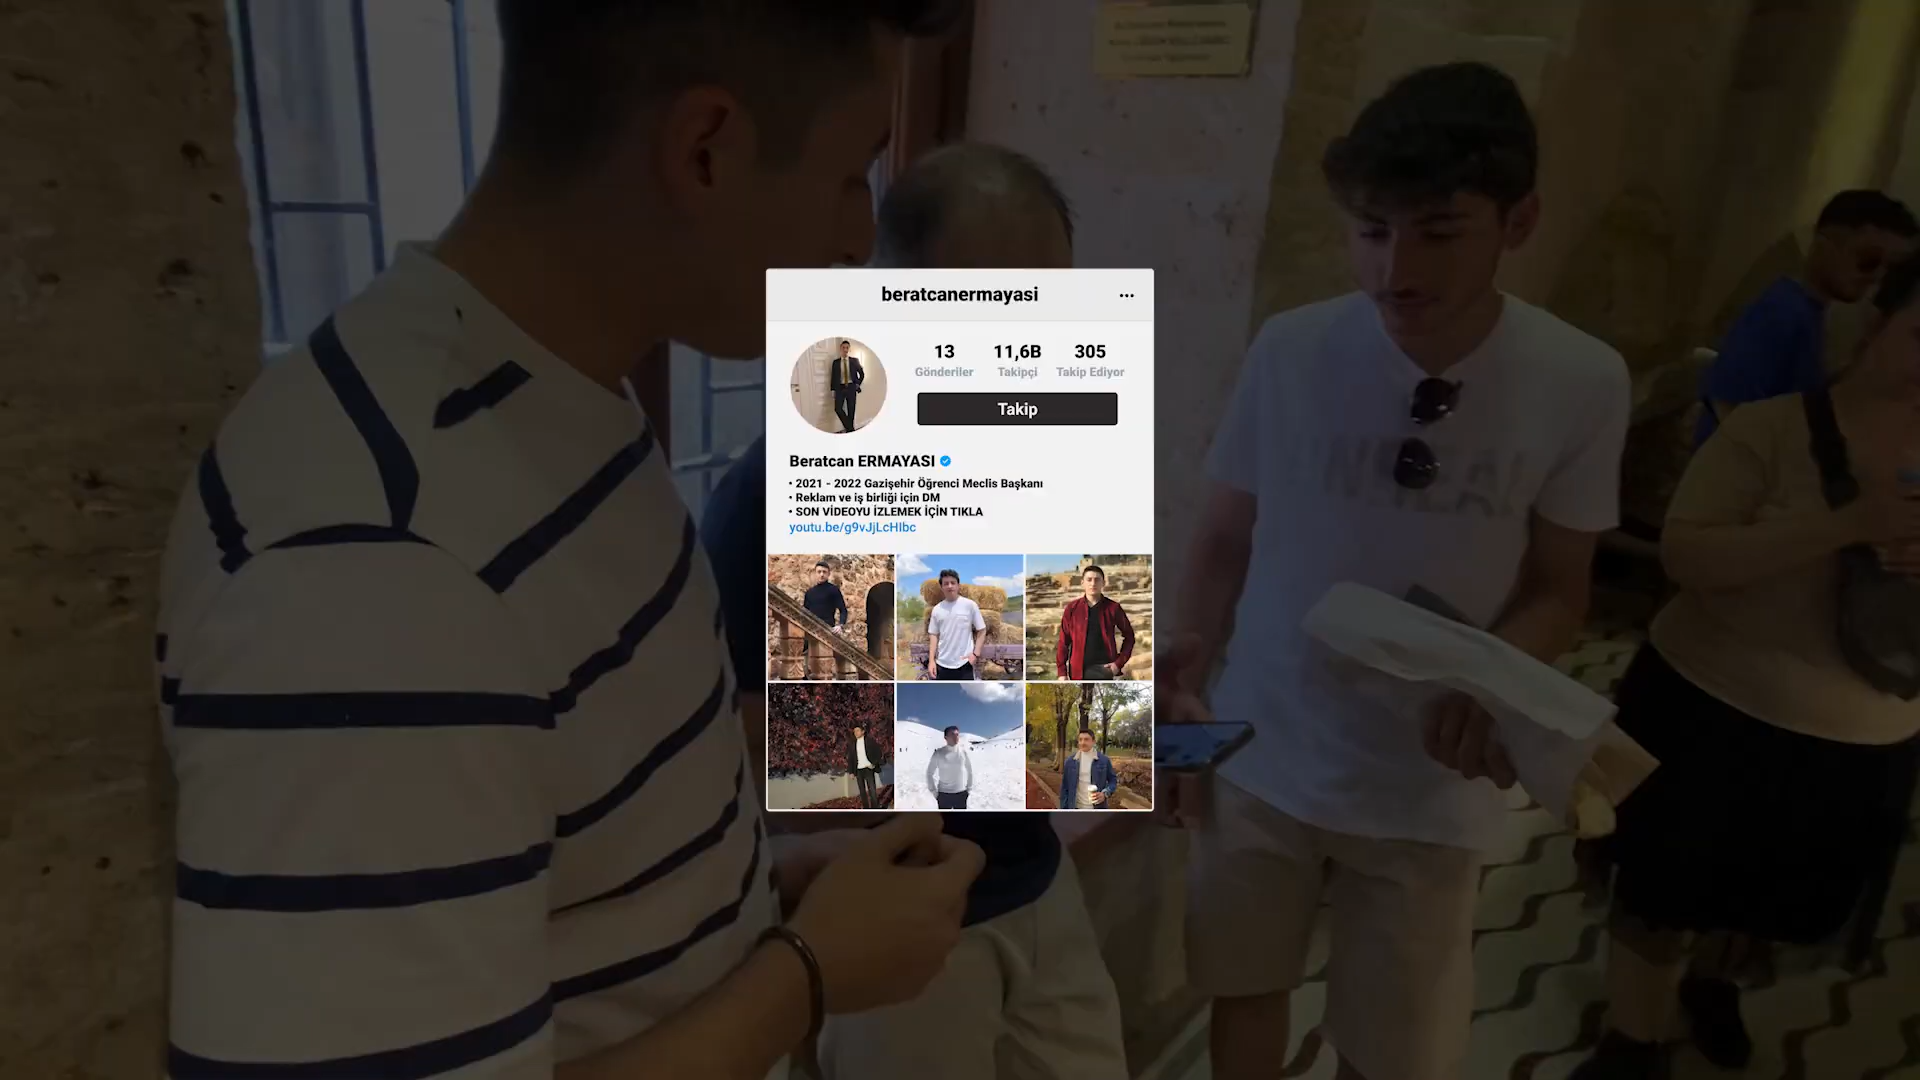 beratcanermayasi
13 11,6B 305
Gönderiler Takipçi Takip Ediyor
Takip
Beratcan ERMAYASI
• 2021 - 2022 Gazişehir Öğrenci Meclis Başkanı
• Reklam ve iş birliği için DM
• SON VİDEOYU İZLEMEK İÇİN TIKLA
youtu.be/g9vJjLcHIbc